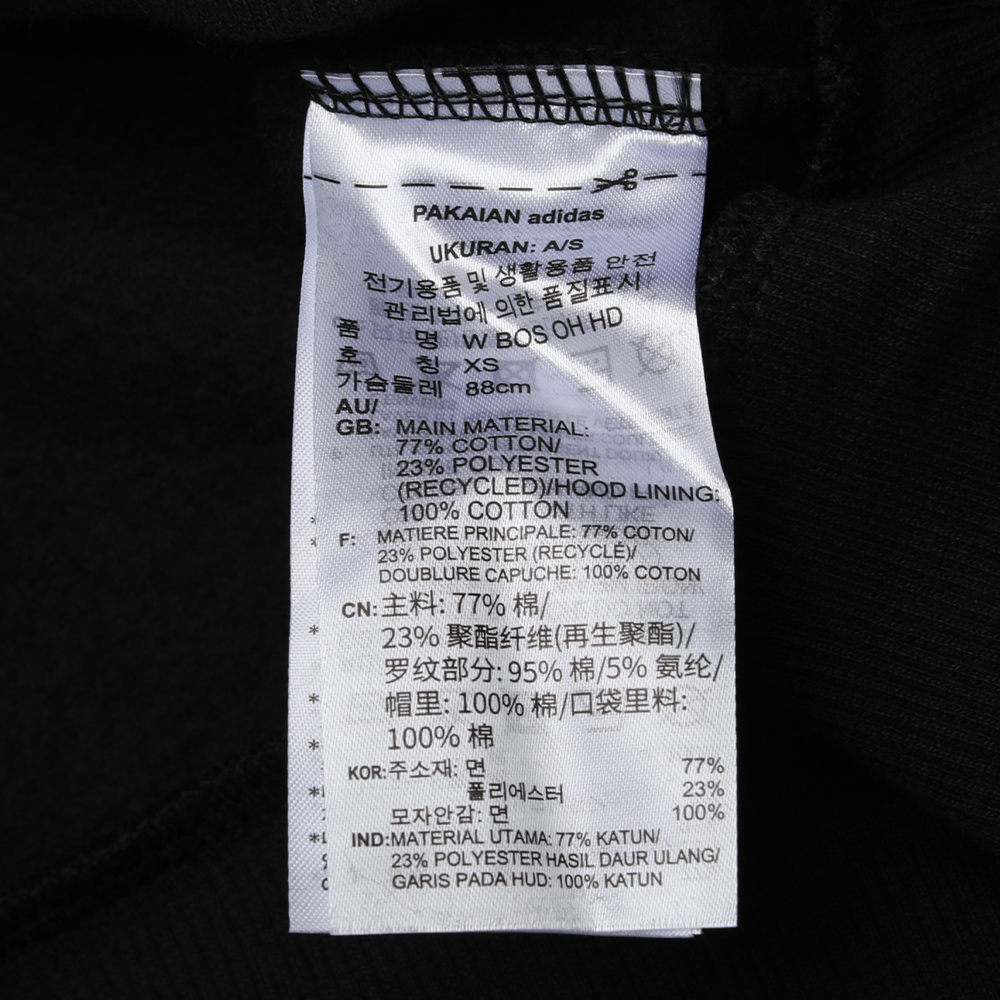 PAKAIAN adidas
UKURAN: A/S
전기용품 및 생활용품 안전
관리법에 의한 품질표시
품 명 W BOS OH HD
호 칭 XS
가슴둘레 88cm
AU/
GB: MAIN MATERIAL:
77% COTTON/
23% POLYESTER
(RECYCLED)/HOOD LINING:
100% COTTON
F: MATIERE PRINCIPALE: 77% COTON/
23% POLYESTER (RECYCLÉ)/
DOUBLURE CAPUCHE: 100% COTON
CN: 主料: 77% 棉/
23% 聚酯纤维(再生聚酯)/
罗纹部分: 95% 棉/5% 氨纶/
帽里: 100% 棉/口袋里料:
100% 棉
KOR: 주소재: 면 77%
폴리에스터 23%
모자안감: 면 100%
IND: MATERIAL UTAMA: 77% KATUN/
23% POLYESTER HASIL DAUR ULANG/
GARIS PADA HUD: 100% KATUN